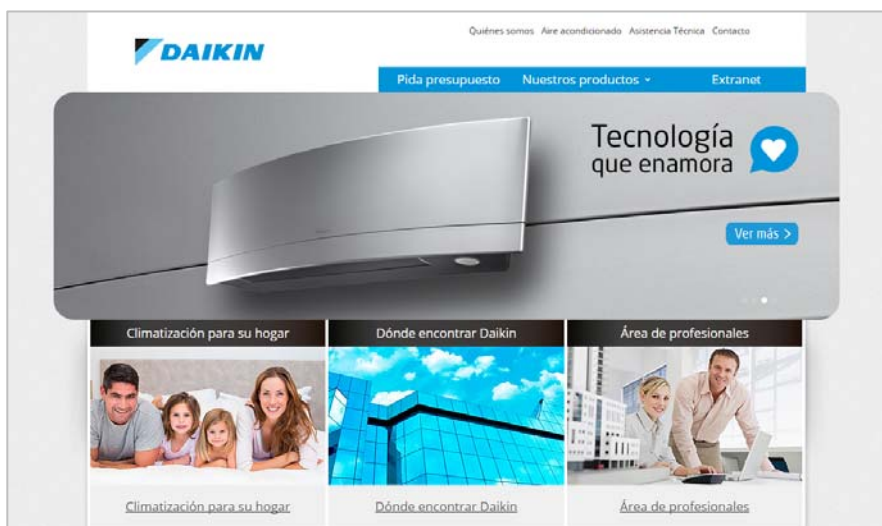 Quiénes somos Aire acondicionado Asistencia Técnica Contacto
DAIKIN
Pida presupuesto Nuestros productos Extranet
Tecnología
que enamora
Ver más >
Climatización para su hogar Dónde encontrar Daikin Área de profesionales
Climatización para su hogar Dónde encontrar Daikin Área de profesionales